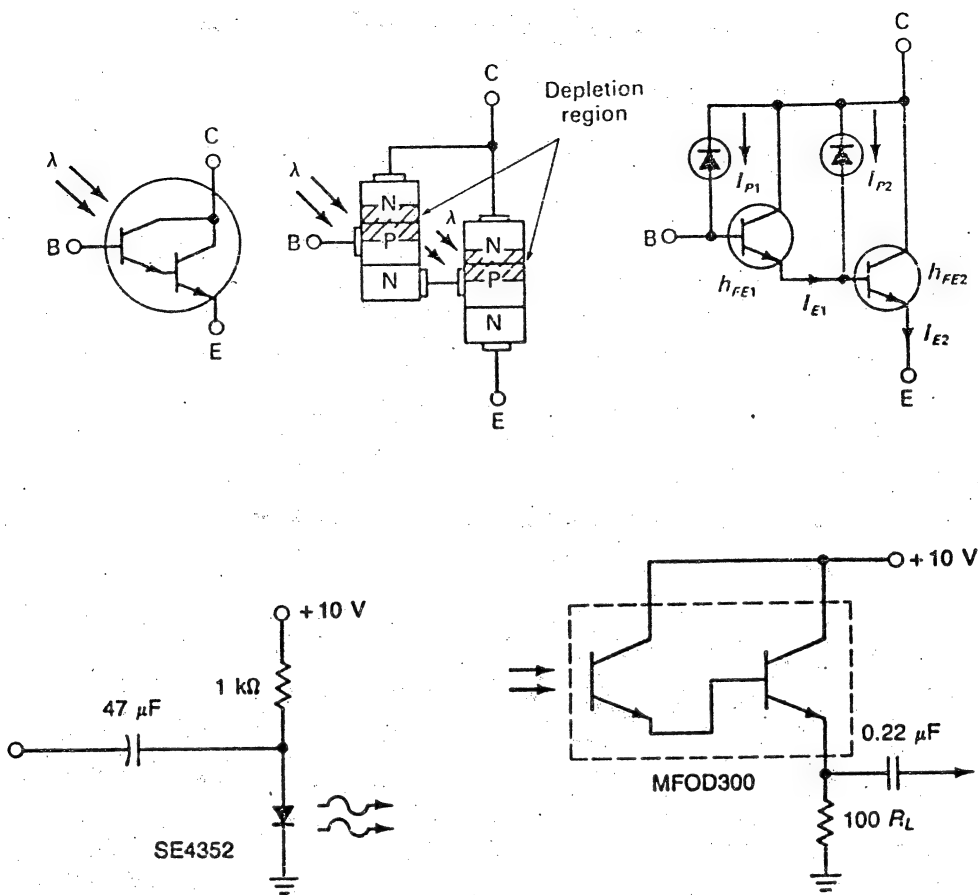 C
C
Depletion
region
C
λ
λ
N
λ
I_P1
I_P2
B
B
P
N
B
N
P
h_FE1
h_FE2
I_E1
N
I_E2
E
E
E
+10 V
+10 V
1 kΩ
47 μF
0.22 μF
MFOD300
SE4352
100 R_L